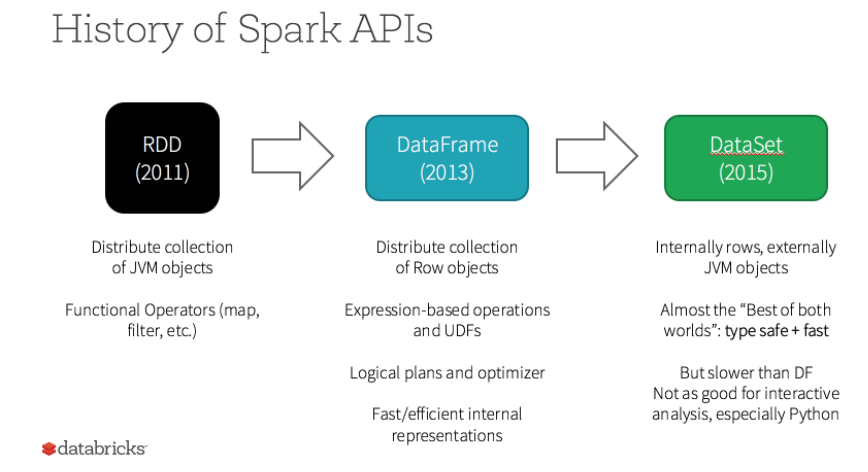 History of Spark APIs
RDD
(2011)
DataFrame
(2013)
DataSet
(2015)
Distribute collection
of JVM objects
Functional Operators (map,
filter, etc.)
Distribute collection
of Row objects
Expression-based operations
and UDFs
Logical plans and optimizer
Fast/efficient internal
representations
Internally rows, externally
JVM objects
Almost the “Best of both
worlds”: type safe + fast
But slower than DF
Not as good for interactive
analysis, especially Python
databricks